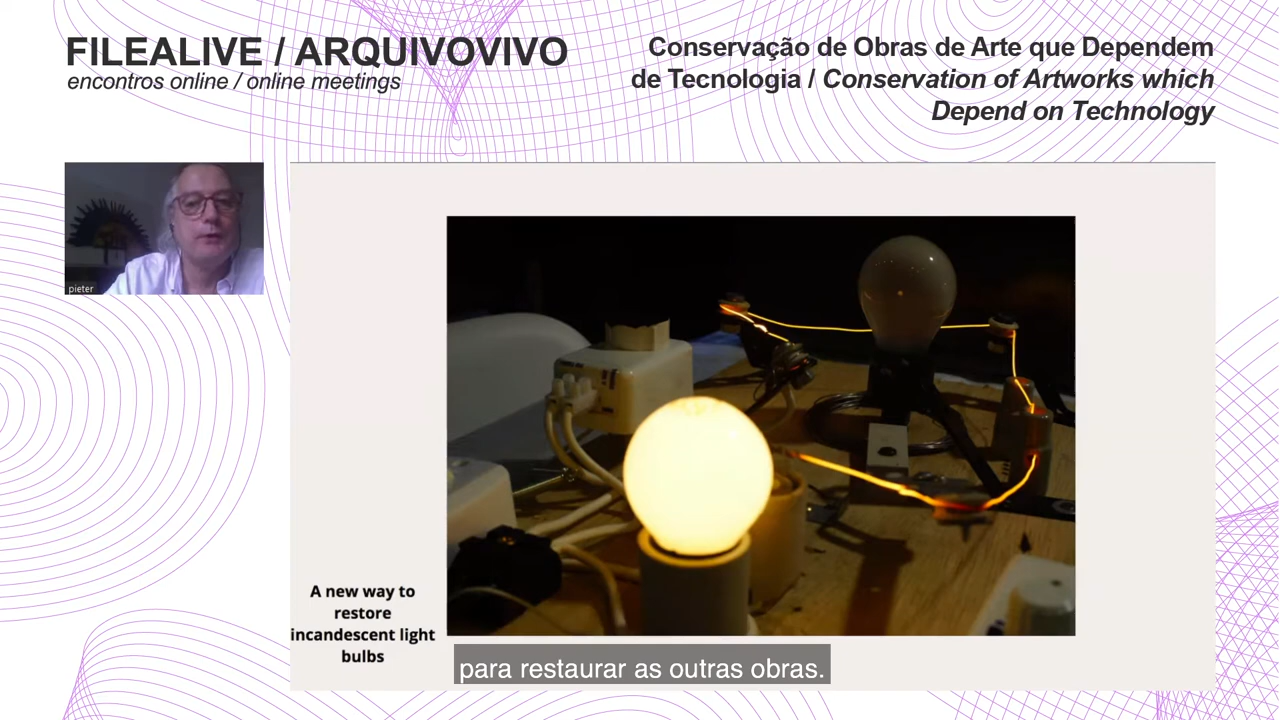 FILEALIVE / ARQUIVOVIVO
encontros online / online meetings
Conservação de Obras de Arte que Dependem
de Tecnologia / Conservation of Artworks which
Depend on Technology
pieter
A new way to
restore
incandescent light
bulbs
para restaurar as outras obras.